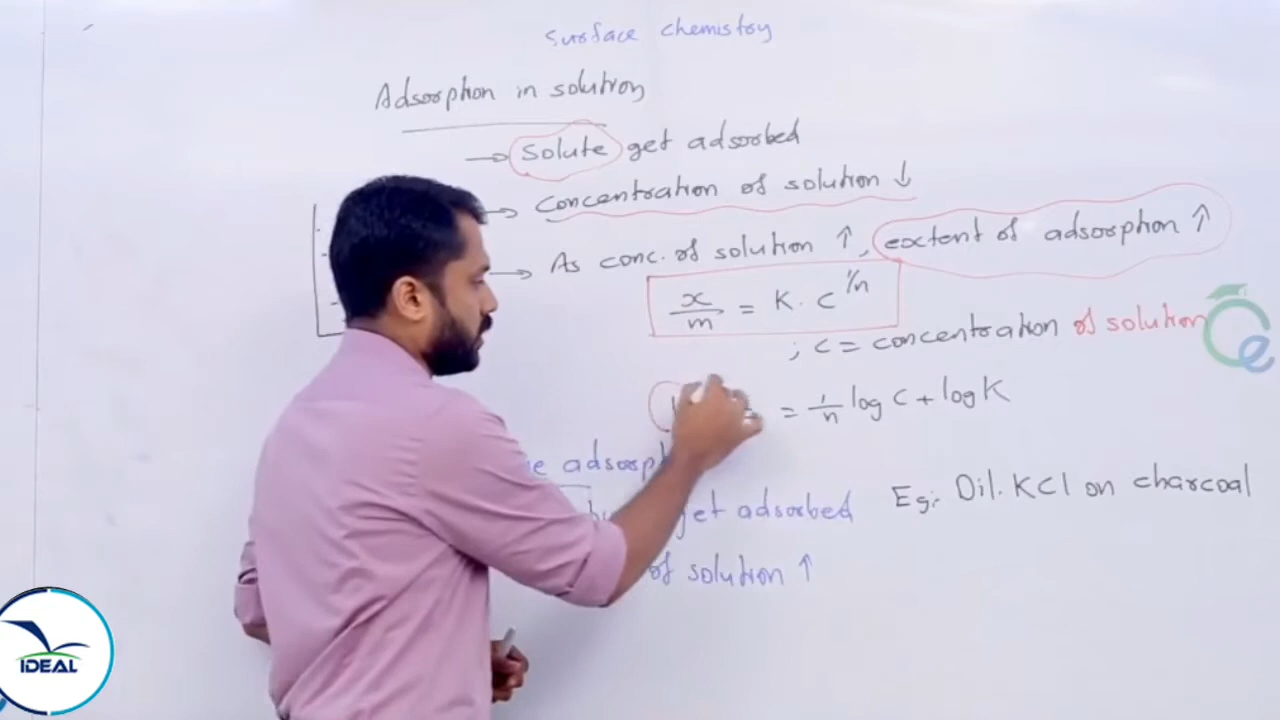 Surface chemistry
Adsorption in solution
→ Solute get adsorbed
→ Concentration of solution ↓
→ As conc. of solution ↑, extent of adsorption ↑
x/m = K. C^1/n
; C = concentration of solution
= 1/n log C + log K
get adsorbed
Eg:- Dil. KCl on charcoal
of solution ↑
IDEAL